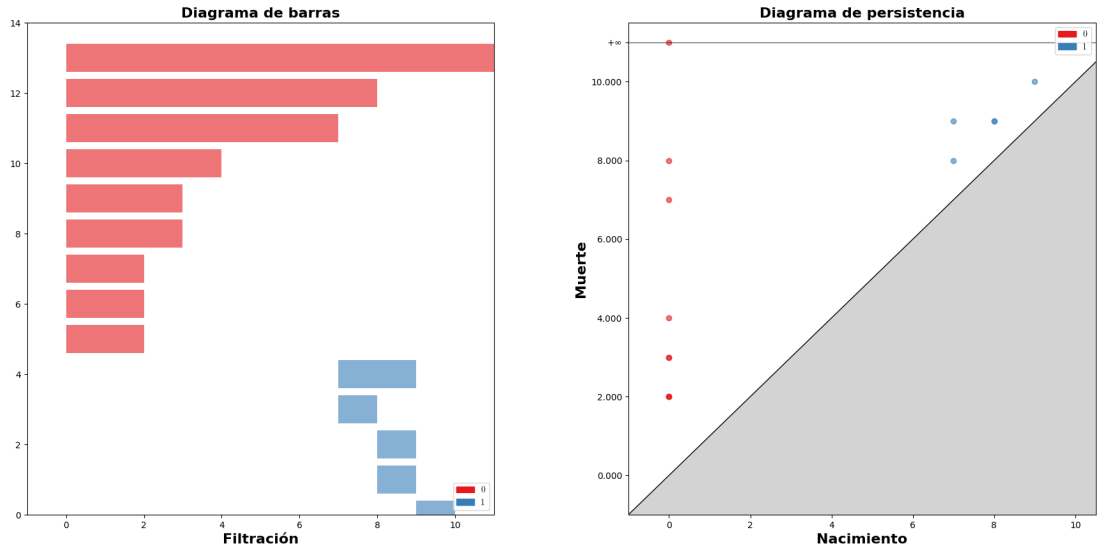 Diagrama de barras
14
12
10
8
6
4
2
0
0 2 4 6 8 10
Filtración
0
1
Diagrama de persistencia
+∞
10.000
8.000
6.000
4.000
2.000
0.000
Muerte
0 2 4 6 8 10
Nacimiento
0
1